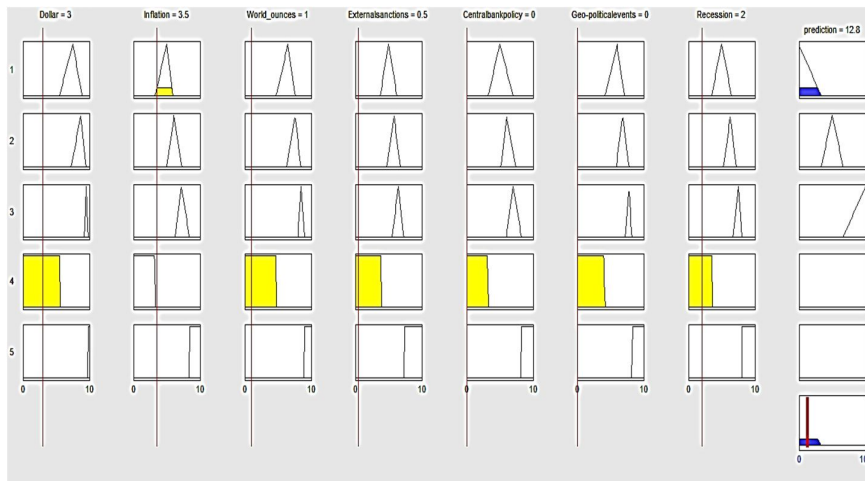 Dollar = 3
Inflation = 3.5
World_ounces = 1
Externalsanctions = 0.5
Centralbankpolicy = 0
Geo-politicalevents = 0
Recession = 2
prediction = 12.8
1
2
3
4
5
0 10
0 10
0 10
0 10
0 10
0 10
0 10
0